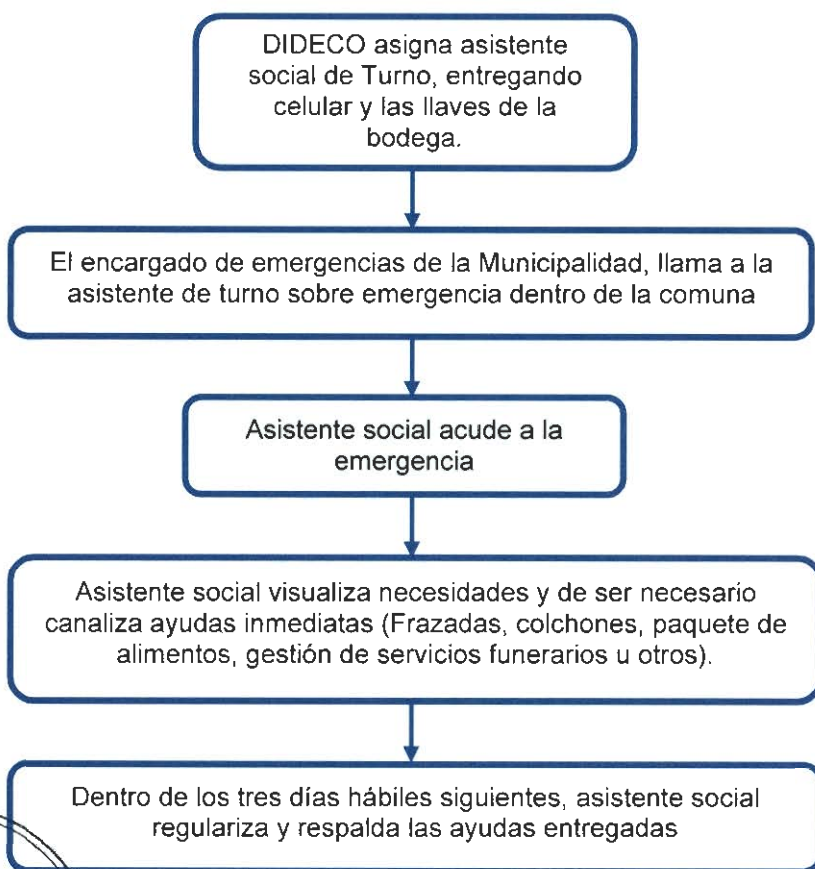 DIDECO asigna asistente
social de Turno, entregando
celular y las llaves de la
bodega.
El encargado de emergencias de la Municipalidad, llama a la
asistente de turno sobre emergencia dentro de la comuna
Asistente social acude a la
emergencia
Asistente social visualiza necesidades y de ser necesario
canaliza ayudas inmediatas (Frazadas, colchones, paquete de
alimentos, gestión de servicios funerarios u otros).
Dentro de los tres días hábiles siguientes, asistente social
regulariza y respalda las ayudas entregadas